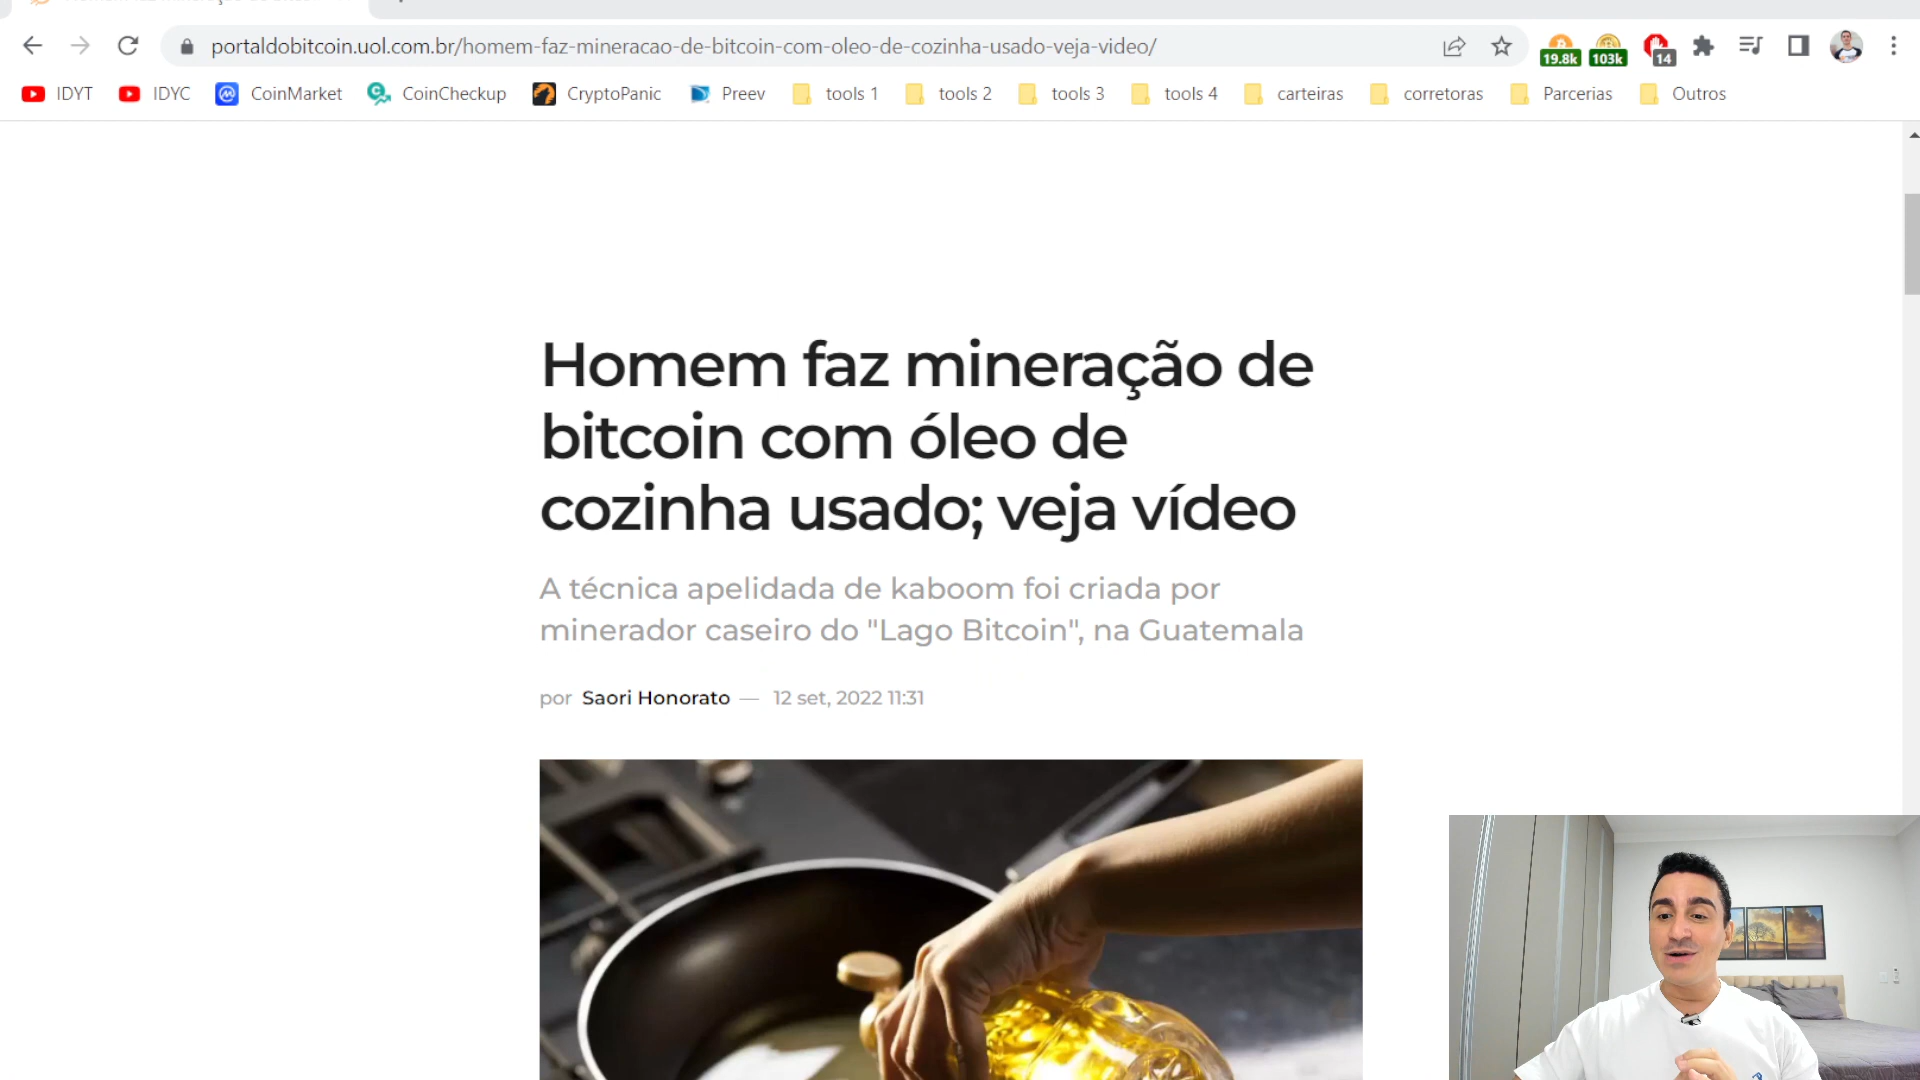 portaldobitcoin.uol.com.br/homem-faz-mineracao-de-bitcoin-com-oleo-de-cozinha-usado-veja-video/
19.8k
103k
14
IDYT
IDYC
CoinMarket
CoinCheckup
CryptoPanic
Preev
tools 1
tools 2
tools 3
tools 4
carteiras
corretoras
Parcerias
Outros
Homem faz mineração de
bitcoin com óleo de
cozinha usado; veja vídeo
A técnica apelidada de kaboom foi criada por
minerador caseiro do "Lago Bitcoin", na Guatemala
por Saori Honorato — 12 set, 2022 11:31